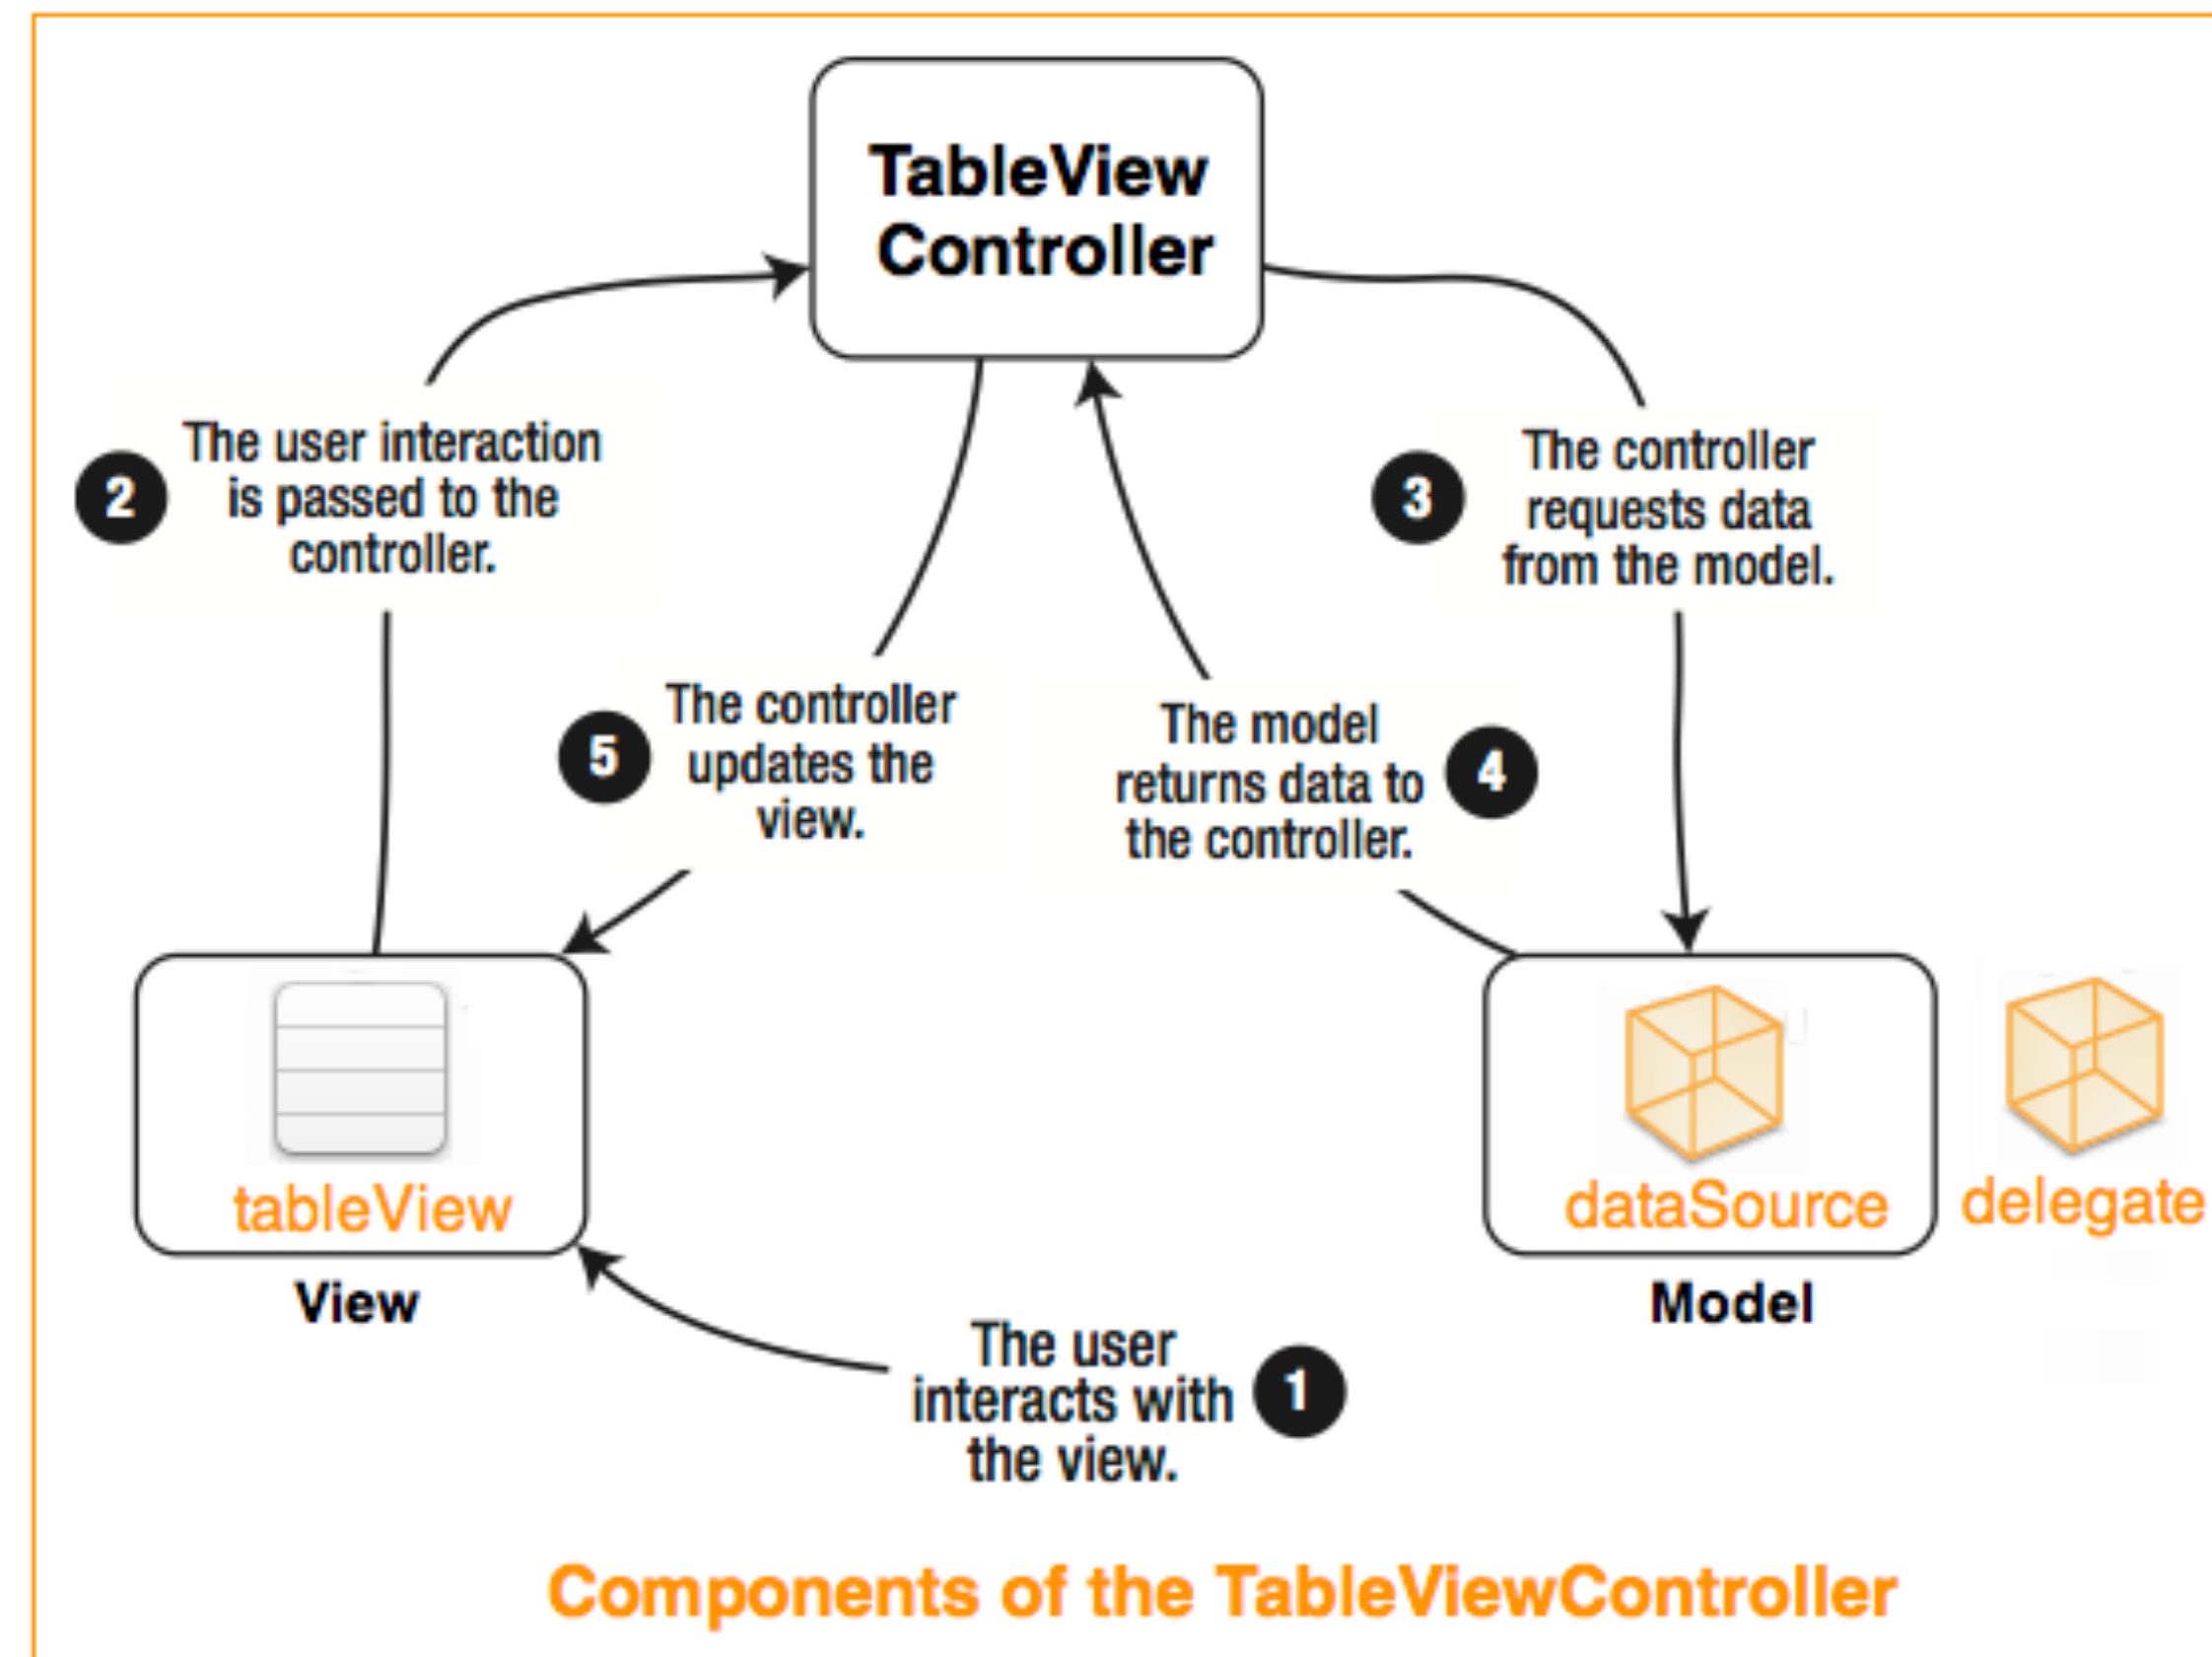 TableView
Controller
2
The user interaction
is passed to the
controller.
3
The controller
requests data
from the model.
5
The controller
updates the
view.
The model
returns data to
the controller.
4
tableView
View
dataSource
delegate
Model
The user
interacts with
the view.
1
Components of the TableViewController